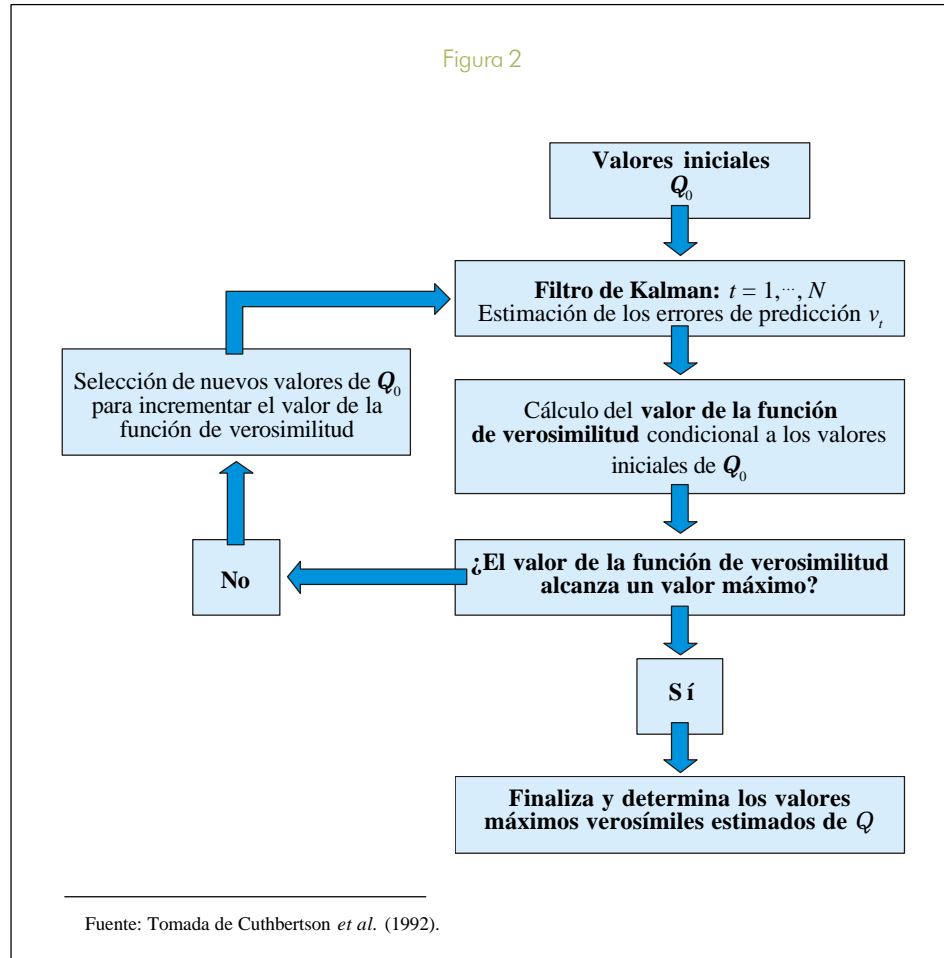 Figura 2
Valores iniciales
Q₀
Filtro de Kalman: t = 1,..., N
Estimación de los errores de predicción vₜ
Selección de nuevos valores de Q₀
para incrementar el valor de la
función de verosimilitud
Cálculo del valor de la función
de verosimilitud condicional a los valores
iniciales de Q₀
No
¿El valor de la función de verosimilitud
alcanza un valor máximo?
Sí
Finaliza y determina los valores
máximos verosímiles estimados de Q
Fuente: Tomada de Cuthbertson et al. (1992).